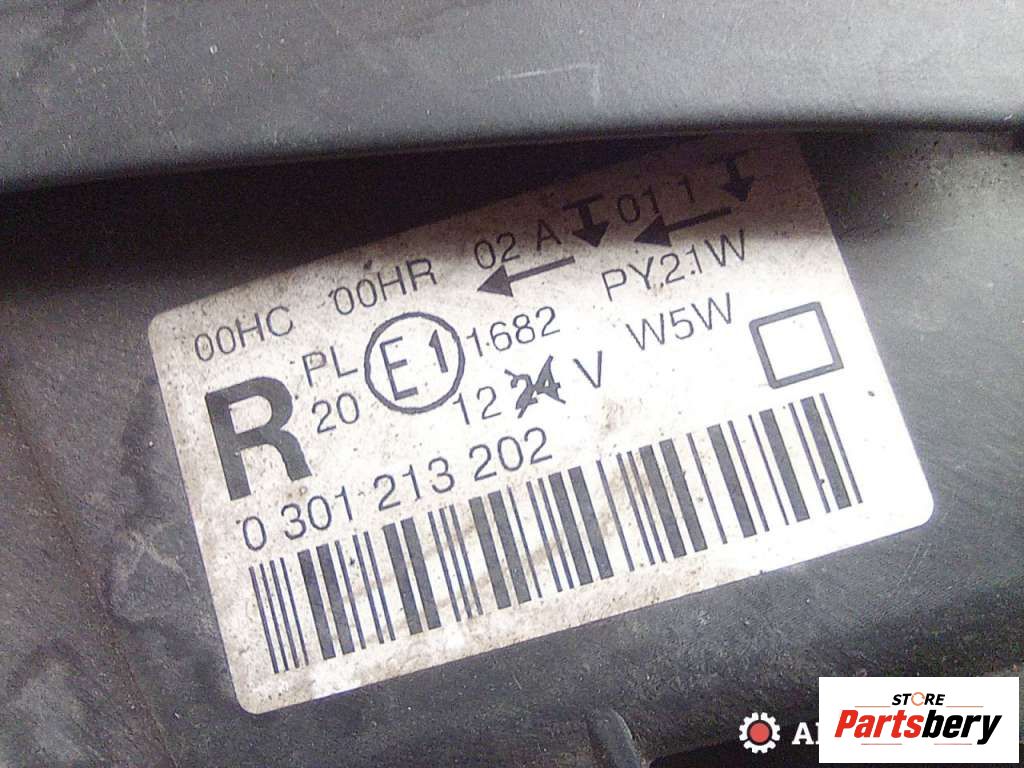 00HC 00HR 02 A 01 1
R PL 20 E1 1682 PY21W
12 24 V W5W
0 301 213 202
STORE
Partsbery